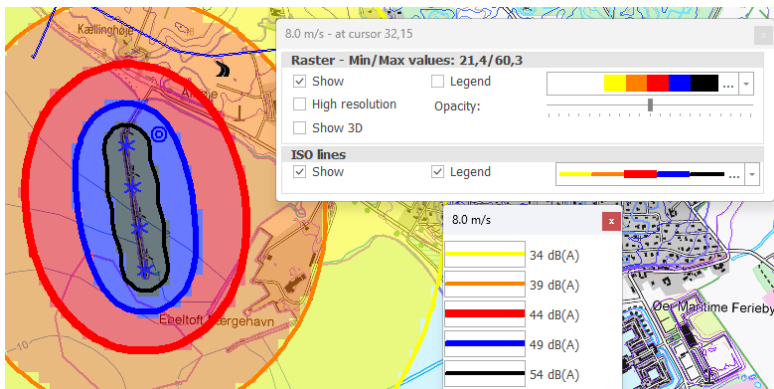 Kællinghøje
8.0 m/s - at cursor 32,15
x
Raster - Min/Max values: 21,4/60,3
Show
Legend
...
High resolution
Opacity:
Show 3D
ISO lines
Show
Legend
...
8.0 m/s
x
34 dB(A)
39 dB(A)
44 dB(A)
49 dB(A)
54 dB(A)
Øer Maritime Ferieby
Ebeltoft Færgehavn